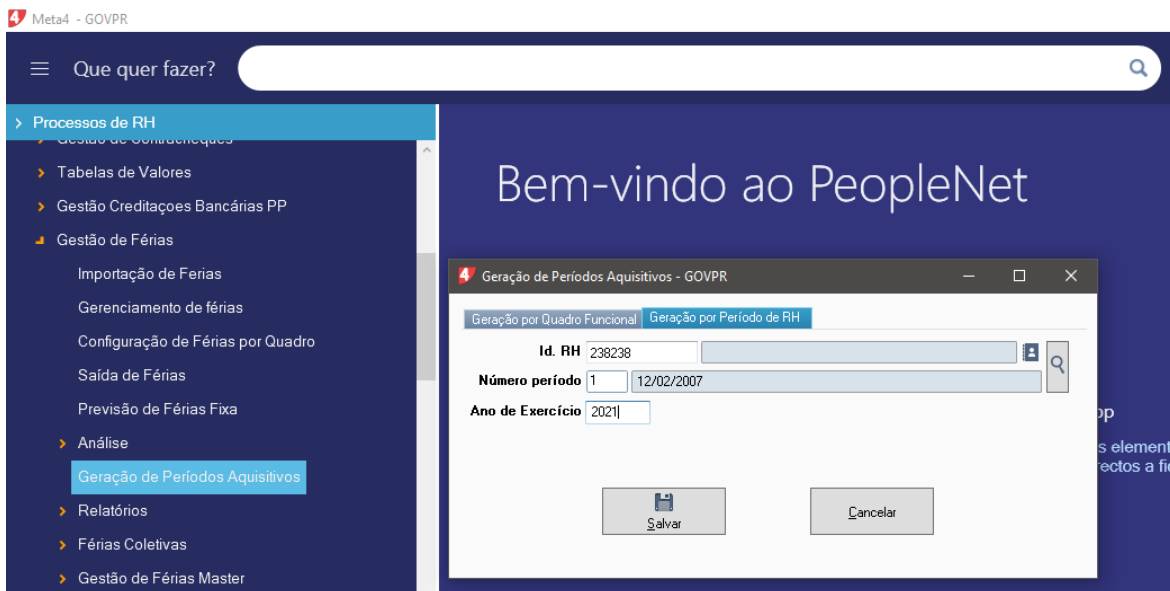 Meta4 - GOVPR
Que quer fazer?
Processos de RH
Gestão de Contracheques
Tabelas de Valores
Gestão Creditaçoes Bancárias PP
Gestão de Férias
Importação de Ferias
Gerenciamento de férias
Configuração de Férias por Quadro
Saída de Férias
Previsão de Férias Fixa
Análise
Geração de Períodos Aquisitivos
Relatórios
Férias Coletivas
Gestão de Férias Master
Bem-vindo ao PeopleNet
Geração de Períodos Aquisitivos - GOVPR
Geração por Quadro Funcional Geração por Período de RH
Id. RH 238238
Número período 1 12/02/2007
Ano de Exercício 2021
Salvar Cancelar